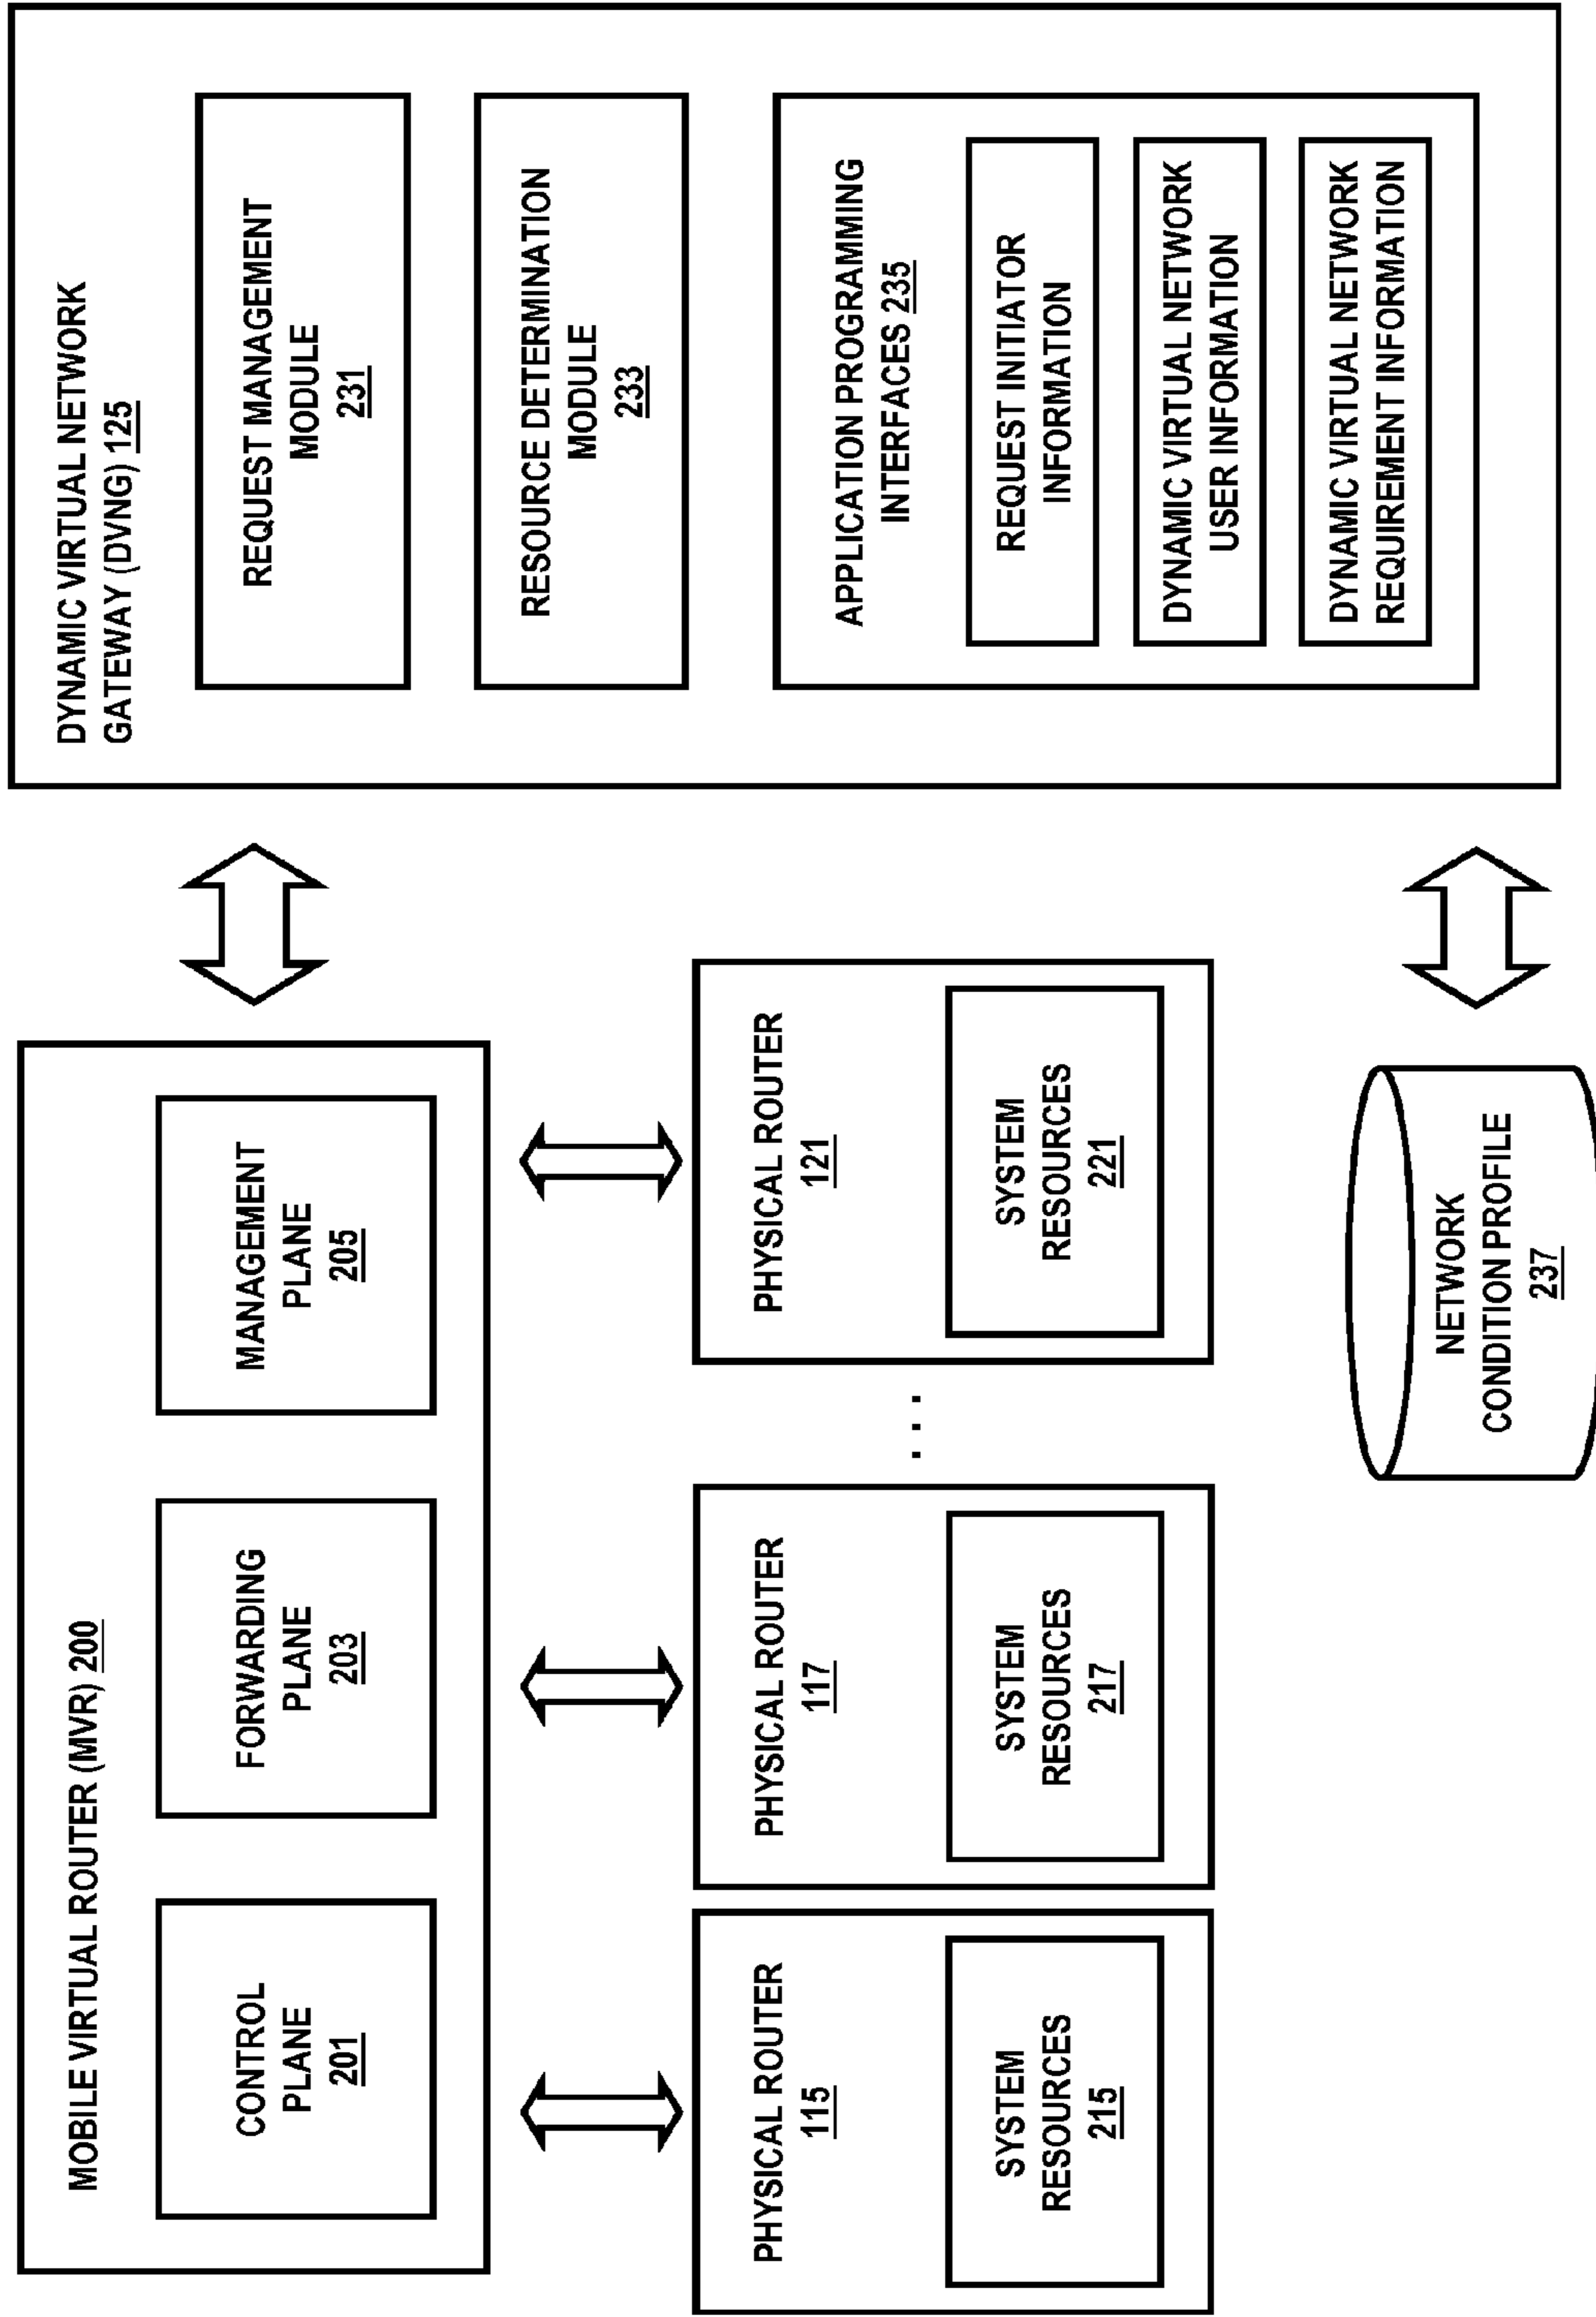 MOBILE VIRTUAL ROUTER (MVR) 200
CONTROL
PLANE
201
FORWARDING
PLANE
203
MANAGEMENT
PLANE
205
PHYSICAL ROUTER
115
SYSTEM
RESOURCES
215
PHYSICAL ROUTER
117
SYSTEM
RESOURCES
217
. . .
PHYSICAL ROUTER
121
SYSTEM
RESOURCES
221
NETWORK
CONDITION PROFILE
237
DYNAMIC VIRTUAL NETWORK
GATEWAY (DVNG) 125
REQUEST MANAGEMENT
MODULE
231
RESOURCE DETERMINATION
MODULE
233
APPLICATION PROGRAMMING
INTERFACES 235
REQUEST INITIATOR
INFORMATION
DYNAMIC VIRTUAL NETWORK
USER INFORMATION
DYNAMIC VIRTUAL NETWORK
REQUIREMENT INFORMATION